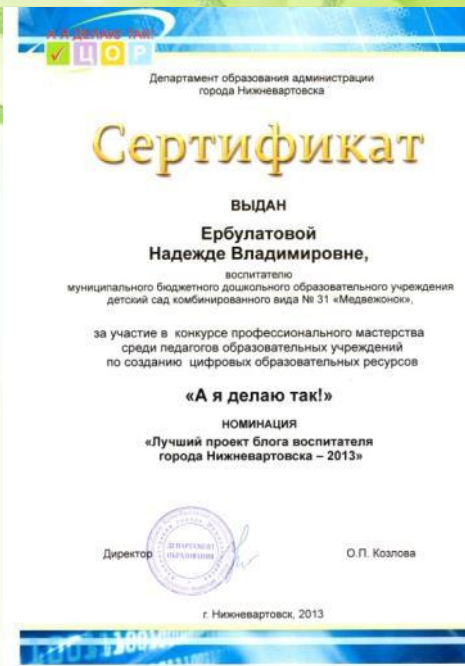 А Я ДЕЛАЮ ТАК!
ЦОР
Департамент образования администрации
города Нижневартовска
Сертификат
ВЫДАН
Ербулатовой
Надежде Владимировне,
воспитателю
муниципального бюджетного дошкольного образовательного учреждения
детский сад комбинированного вида № 31 «Медвежонок»,
за участие в конкурсе профессионального мастерства
среди педагогов образовательных учреждений
по созданию цифровых образовательных ресурсов
«А я делаю так!»
НОМИНАЦИЯ
«Лучший проект блога воспитателя
города Нижневартовска – 2013»
ДЕПАРТАМЕНТ
ОБРАЗОВАНИЯ
Директор
О.П. Козлова
г. Нижневартовск, 2013